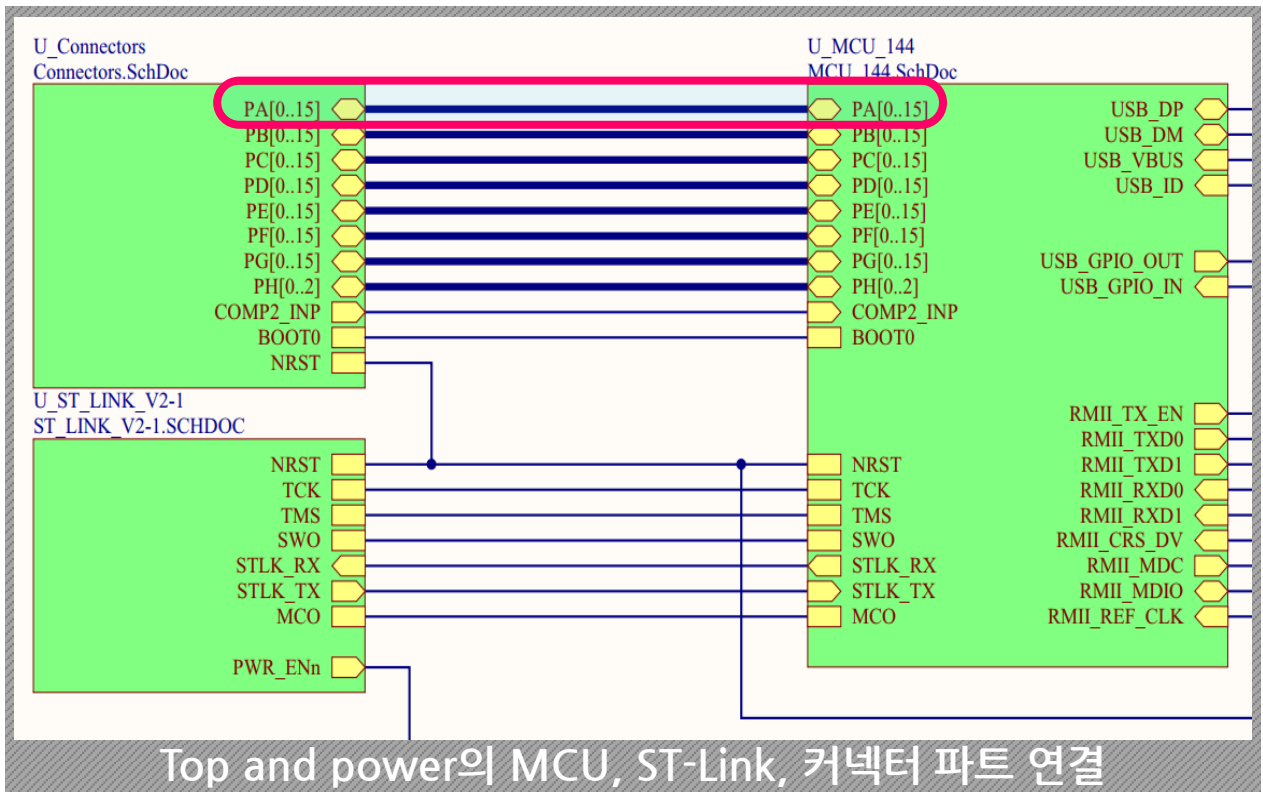 U_Connectors
Connectors.SchDoc
PA[0..15]
PB[0..15]
PC[0..15]
PD[0..15]
PE[0..15]
PF[0..15]
PG[0..15]
PH[0..2]
COMP2_INP
BOOT0
NRST
U_ST_LINK_V2-1
ST_LINK_V2-1.SCHDOC
NRST
TCK
TMS
SWO
STLK_RX
STLK_TX
MCO
PWR_ENn
U_MCU_144
MCU_144.SchDoc
PA[0..15]
PB[0..15]
PC[0..15]
PD[0..15]
PE[0..15]
PF[0..15]
PG[0..15]
PH[0..2]
COMP2_INP
BOOT0
NRST
TCK
TMS
SWO
STLK_RX
STLK_TX
MCO
USB_DP
USB_DM
USB_VBUS
USB_ID
USB_GPIO_OUT
USB_GPIO_IN
RMII_TX_EN
RMII_TXD0
RMII_TXD1
RMII_RXD0
RMII_RXD1
RMII_CRS_DV
RMII_MDC
RMII_MDIO
RMII_REF_CLK
Top and power의 MCU, ST-Link, 커넥터 파트 연결